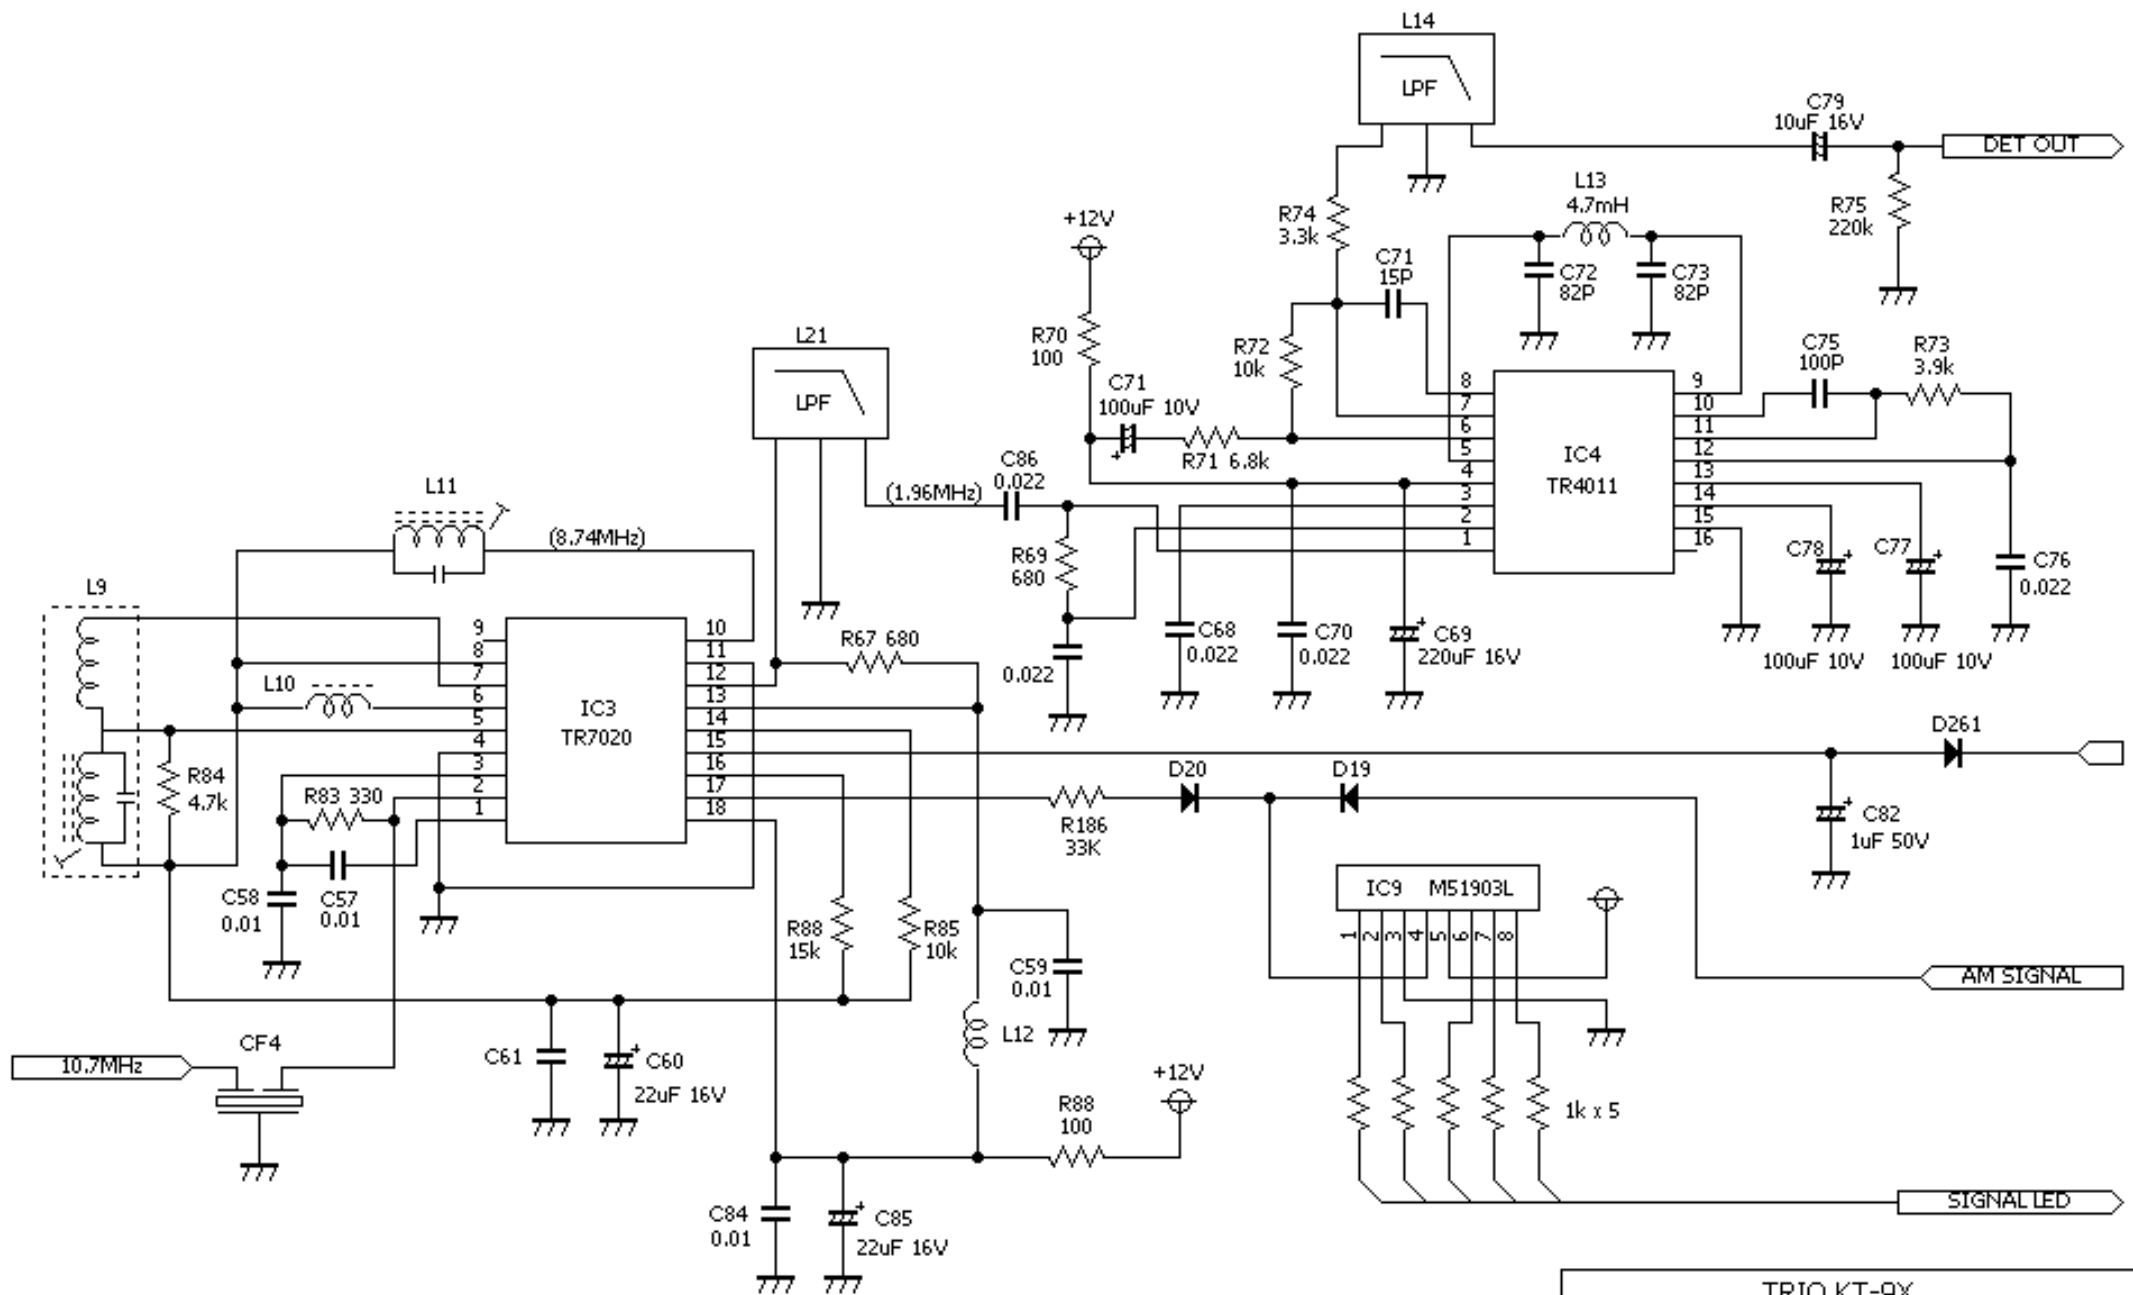 L14
LPF
C79
10uF 16V
DET OUT
L13
4.7mH
R74
3.3k
R75
220k
+12V
C71
15P
C72
82P
C73
82P
R70
100
R72
10k
C75
100P
R73
3.9k
L21
LPF
C71
100uF 10V
R71 6.8k
8
7
6
5
4
3
2
1
IC4
TR4011
9
10
11
12
13
14
15
16
C86
0.022
(1.96MHz)
L11
(8.74MHz)
R69
680
C78
C77
C76
0.022
L9
0.022
C68
0.022
C70
0.022
C69
220uF 16V
100uF 10V
100uF 10V
R67 680
L10
9
8
7
6
5
4
3
2
1
IC3
TR7020
10
11
12
13
14
15
16
17
18
D261
R84
4.7k
R83 330
D20
D19
R186
33K
C82
1uF 50V
C58
0.01
C57
0.01
IC9 M51903L
1
2
3
4
5
6
7
8
R88
15k
R85
10k
C59
0.01
AM SIGNAL
CF4
10.7MHz
C61
C60
22uF 16V
L12
+12V
R88
100
1k x 5
C84
0.01
C85
22uF 16V
SIGNAL LED
TRIO KT-9X